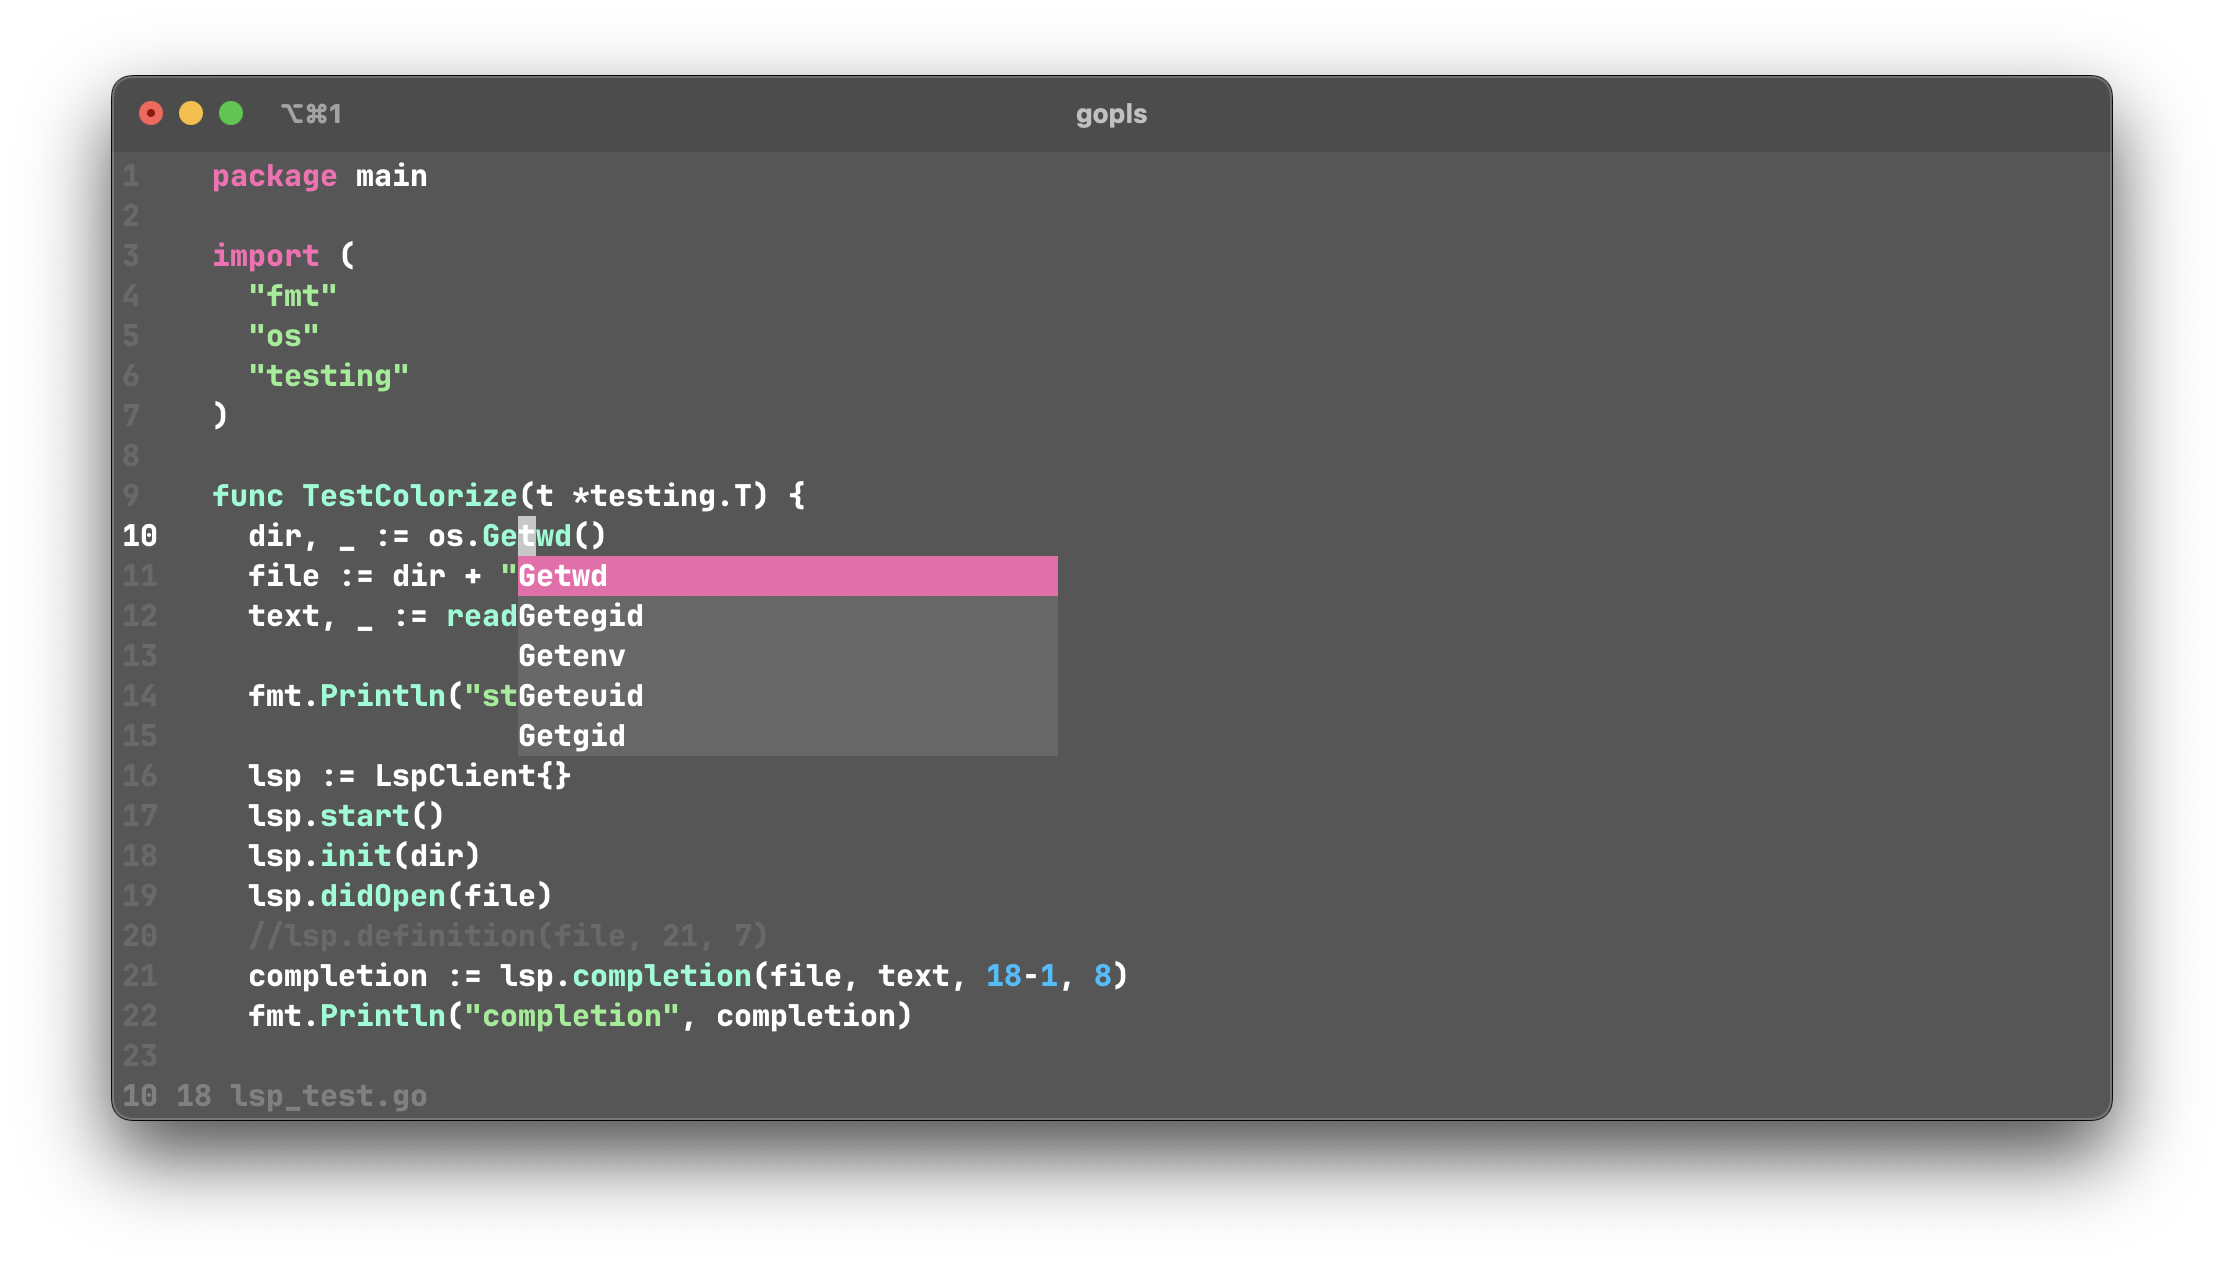 ⌥⌘1 gopls
1 package main
2
3 import (
4 "fmt"
5 "os"
6 "testing"
7 )
8
9 func TestColorize(t *testing.T) {
10 dir, _ := os.Getwd()
11 file := dir + "Getwd
12 text, _ := readGetegid
13 Getenv
14 fmt.Println("stGeteuid
15 Getgid
16 lsp := LspClient{}
17 lsp.start()
18 lsp.init(dir)
19 lsp.didOpen(file)
20 //lsp.definition(file, 21, 7)
21 completion := lsp.completion(file, text, 18-1, 8)
22 fmt.Println("completion", completion)
23
10 18 lsp_test.go